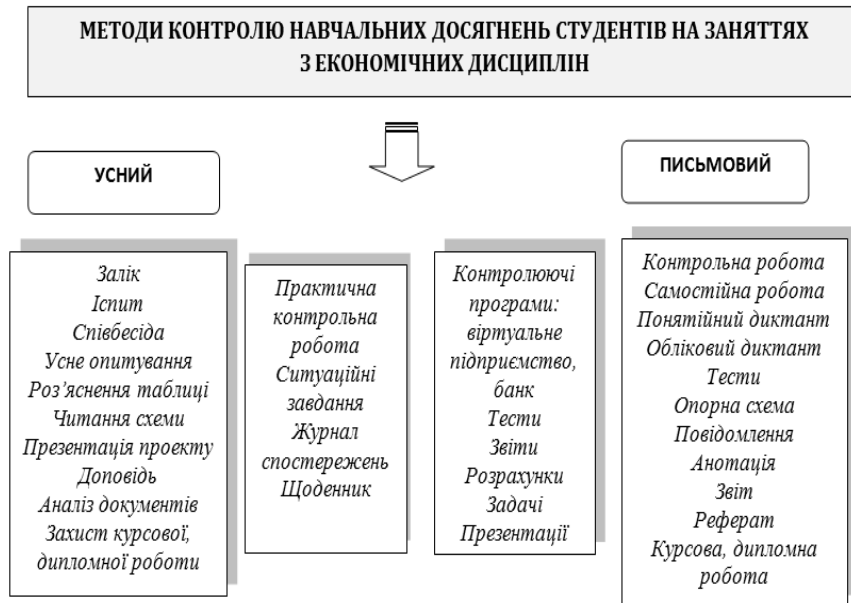 МЕТОДИ КОНТРОЛЮ НАВЧАЛЬНИХ ДОСЯГНЕНЬ СТУДЕНТІВ НА ЗАНЯТТЯХ
З ЕКОНОМІЧНИХ ДИСЦИПЛІН
УСНИЙ
ПИСЬМОВИЙ
Залік
Іспит
Співбесіда
Усне опитування
Роз’яснення таблиці
Читання схеми
Презентація проекту
Доповідь
Аналіз документів
Захист курсової,
дипломної роботи
Практична
контрольна
робота
Ситуаційні
завдання
Журнал
спостережень
Щоденник
Контролюючі
програми:
віртуальне
підприємство,
банк
Тести
Звіти
Розрахунки
Задачі
Презентації
Контрольна робота
Самостійна робота
Понятійний диктант
Обліковий диктант
Тести
Опорна схема
Повідомлення
Анотація
Звіт
Реферат
Курсова, дипломна
робота